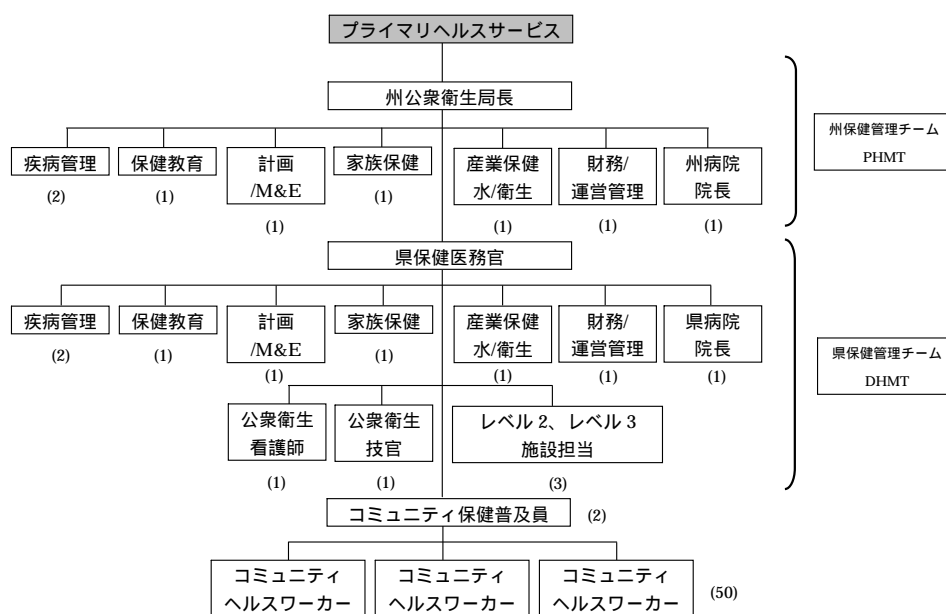 プライマリヘルスサービス
州公衆衛生局長
州保健管理チーム
PHMT
疾病管理
(2)
保健教育
(1)
計画
/M&E
(1)
家族保健
(1)
産業保健
水/衛生
(1)
財務/
運営管理
(1)
州病院
院長
(1)
県保健医務官
疾病管理
(2)
保健教育
(1)
計画
/M&E
(1)
家族保健
(1)
産業保健
水/衛生
(1)
財務/
運営管理
(1)
県病院
院長
(1)
県保健管理チーム
DHMT
公衆衛生
看護師
(1)
公衆衛生
技官
(1)
レベル 2、レベル 3
施設担当
(3)
コミュニティ保健普及員
(2)
コミュニティ
ヘルスワーカー
コミュニティ
ヘルスワーカー
コミュニティ
ヘルスワーカー
(50)